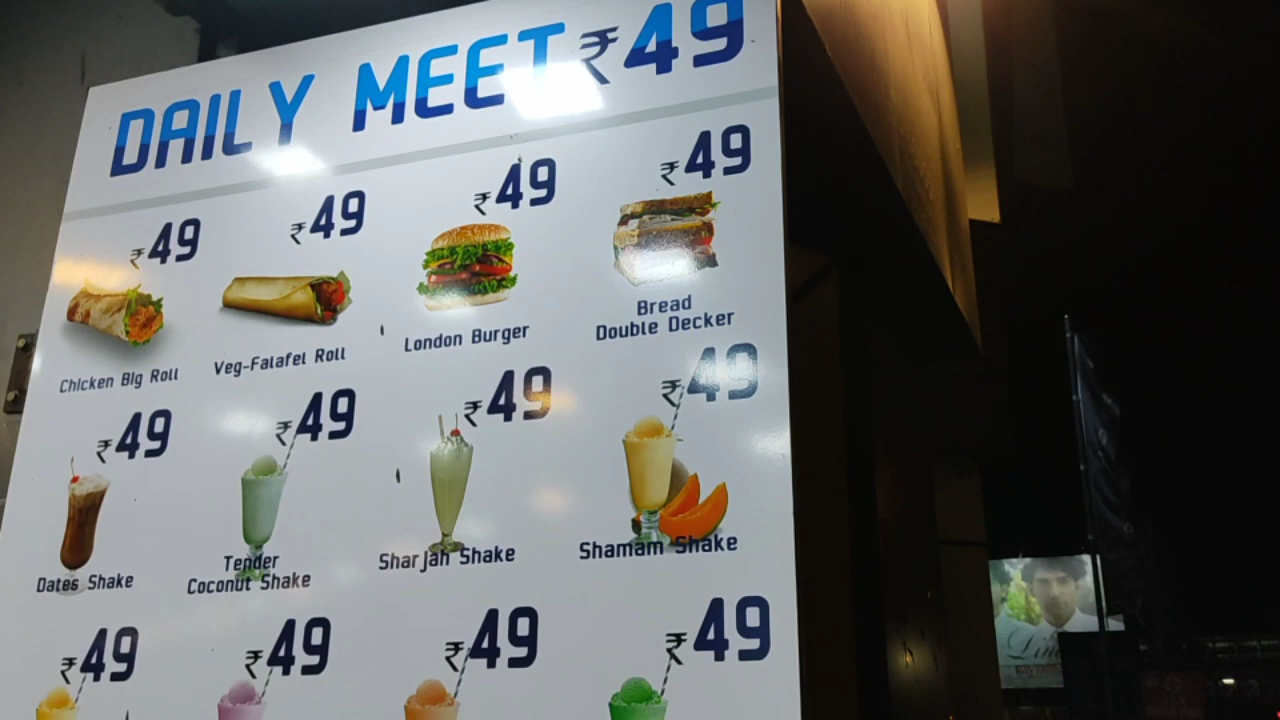 DAILY MEET ₹49
₹49 ₹49 ₹49 ₹49
Chicken Big Roll
Veg-Falafel Roll
London Burger
Bread
Double Decker
₹49 ₹49 ₹49 ₹49
Dates Shake
Tender
Coconut Shake
Sharjah Shake
Shamam Shake
₹49 ₹49 ₹49 ₹49